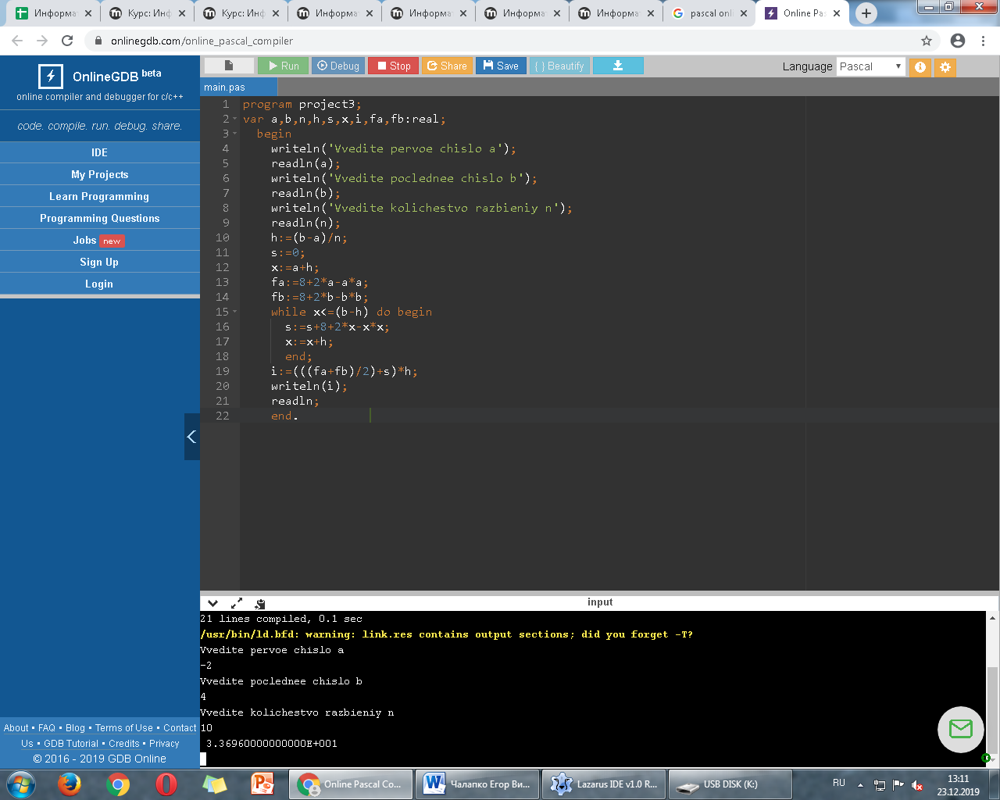 Информат
Курс: Инф
Курс: Инф
Информат
Информат
Информат
Информат
pascal onl
Online Pas
onlinegdb.com/online_pascal_compiler
OnlineGDB beta
online compiler and debugger for c/c++
code. compile. run. debug. share.
IDE
My Projects
Learn Programming
Programming Questions
Jobs new
Sign Up
Login
About • FAQ • Blog • Terms of Use • Contact
Us • GDB Tutorial • Credits • Privacy
© 2016 - 2019 GDB Online
Run Debug Stop Share Save { } Beautify Language Pascal
main.pas
1 program project3;
2 var a,b,n,h,s,x,i,fa,fb:real;
3 begin
4 writeln('Vvedite pervoe chislo a');
5 readln(a);
6 writeln('Vvedite poclednee chislo b');
7 readln(b);
8 writeln('Vvedite kolichestvo razbieniy n');
9 readln(n);
10 h:=(b-a)/n;
11 s:=0;
12 x:=a+h;
13 fa:=8+2*a-a*a;
14 fb:=8+2*b-b*b;
15 while x<=(b-h) do begin
16 s:=s+8+2*x-x*x;
17 x:=x+h;
18 end;
19 i:=(((fa+fb)/2)+s)*h;
20 writeln(i);
21 readln;
22 end.
input
21 lines compiled, 0.1 sec
/usr/bin/ld.bfd: warning: link.res contains output sections; did you forget -T?
Vvedite pervoe chislo a
-2
Vvedite poclednee chislo b
4
Vvedite kolichestvo razbieniy n
10
3.36960000000000E+001
Online Pascal Co...
Чалапко Егор Ви...
Lazarus IDE v1.0 R...
USB DISK (K:)
RU
13:11
23.12.2019